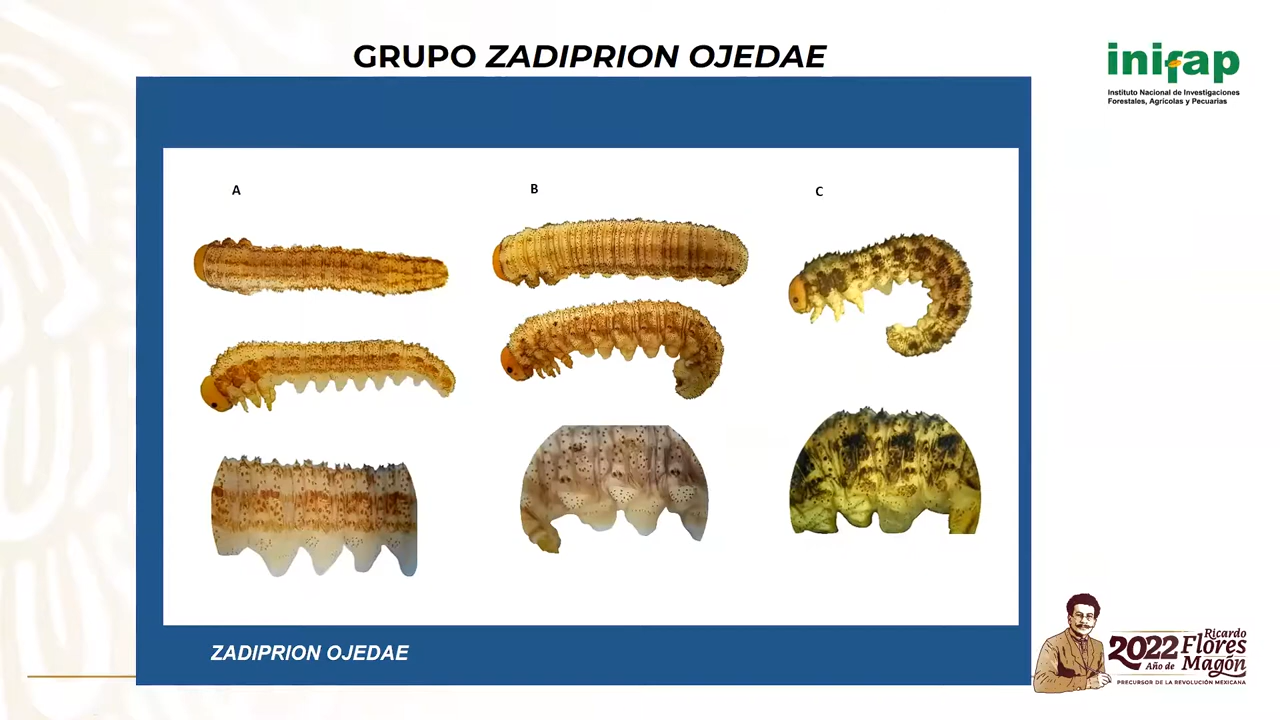 GRUPO ZADIPRION OJEDAE
inifap
Instituto Nacional de Investigaciones
Forestales, Agrícolas y Pecuarias
A
B
C
ZADIPRION OJEDAE
2022
Año de
Ricardo
Flores
Magón
PRECURSOR DE LA REVOLUCIÓN MEXICANA